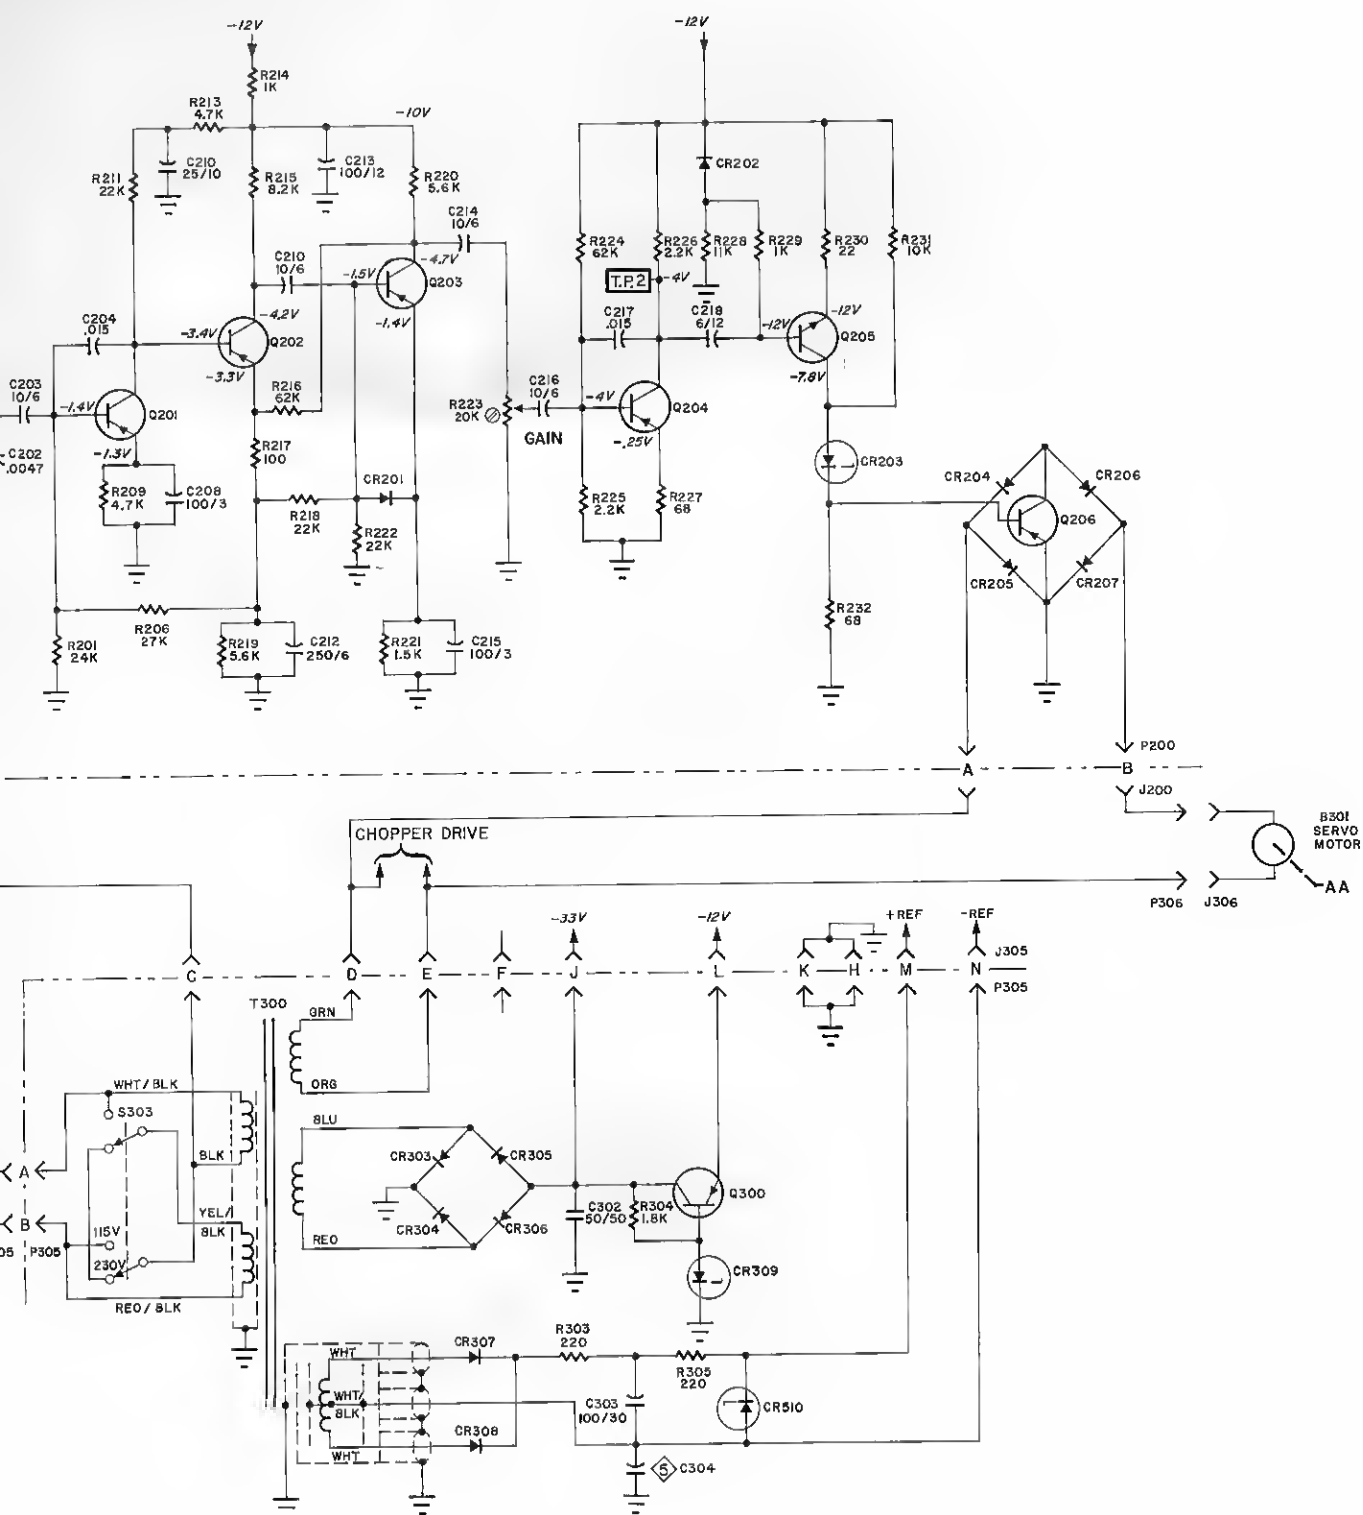 -12V
-12V
R214
1K
R213
4.7K
-10V
C210
25/10
C213
100/12
CR202
R211
22K
R215
8.2K
R220
5.6K
C214
10/6
R224
62K
R226
2.2K
R228
11K
R229
1K
R230
22
R231
10K
C210
10/6
-1.5V
-4.7V
Q203
T.P.2
-4V
C204
.015
-3.4V
-4.2V
Q202
-1.4V
C217
.015
C218
6/12
-12V
-12V
Q205
-3.3V
-7.8V
C203
10/6
-1.4V
Q201
R216
62K
R223
20K
C216
10/6
GAIN
-4V
Q204
-.25V
C202
.0047
-1.3V
R217
100
CR203
R209
4.7K
C208
100/3
CR201
R218
22K
R222
22K
R225
2.2K
R227
68
CR204
CR206
Q206
CR205
CR207
R206
27K
R201
24K
R219
5.6K
C212
250/6
R221
1.5K
C215
100/3
R232
68
P200
A
B
J200
CHOPPER DRIVE
B301
SERVO
MOTOR
AA
P306
J306
-33V
-12V
+REF
-REF
J305
C
D
E
F
J
L
K
H
M
N
P305
T300
GRN
ORG
WHT/BLK
S303
BLU
BLK
A
CR303
CR305
Q300
YEL/
BLK
C302
50/50
R304
1.8K
B
CR304
CR306
05
P305
115V
RED
230V
CR309
RED/BLK
WHT
CR307
R303
220
R305
220
WHT/
BLK
C303
100/30
CR510
CR308
WHT
5
C304